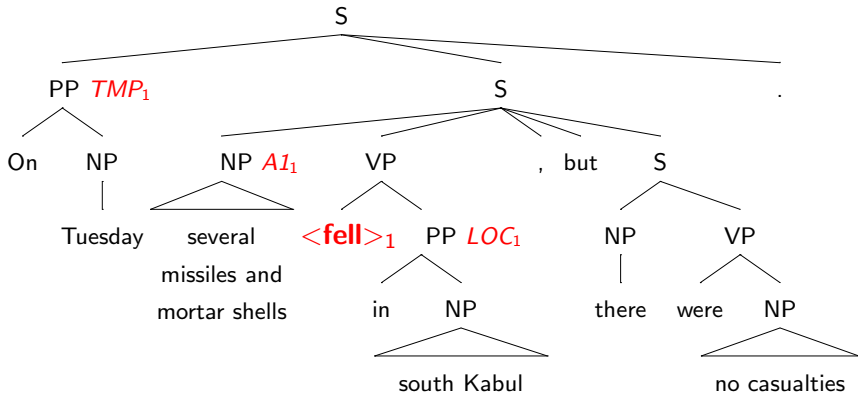 S
PP TMP₁ S .
On NP NP A1₁ VP , but S
Tuesday several <fell>₁ PP LOC₁ NP VP
missiles and
mortar shells in NP there were NP
south Kabul no casualties